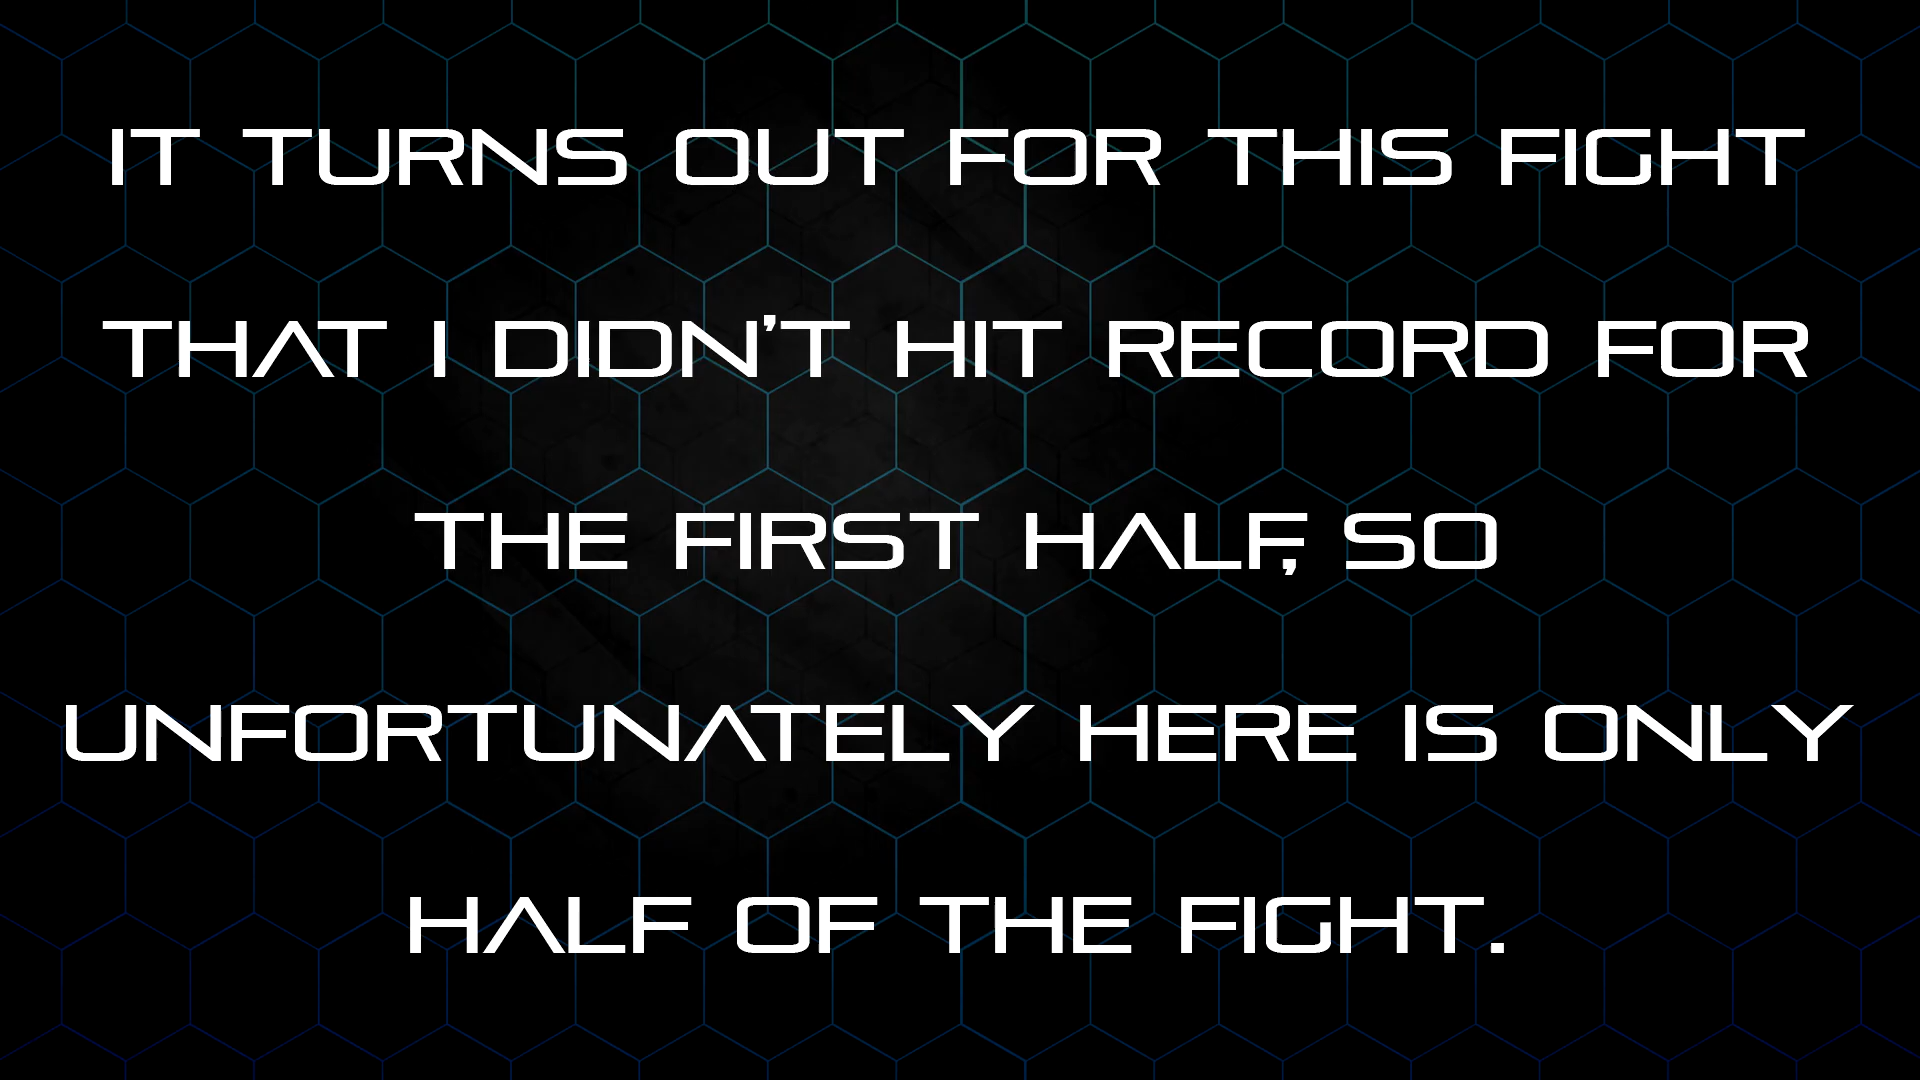 IT TURNS OUT FOR THIS FIGHT
THAT I DIDN'T HIT RECORD FOR
THE FIRST HALF, SO
UNFORTUNATELY HERE IS ONLY
HALF OF THE FIGHT.